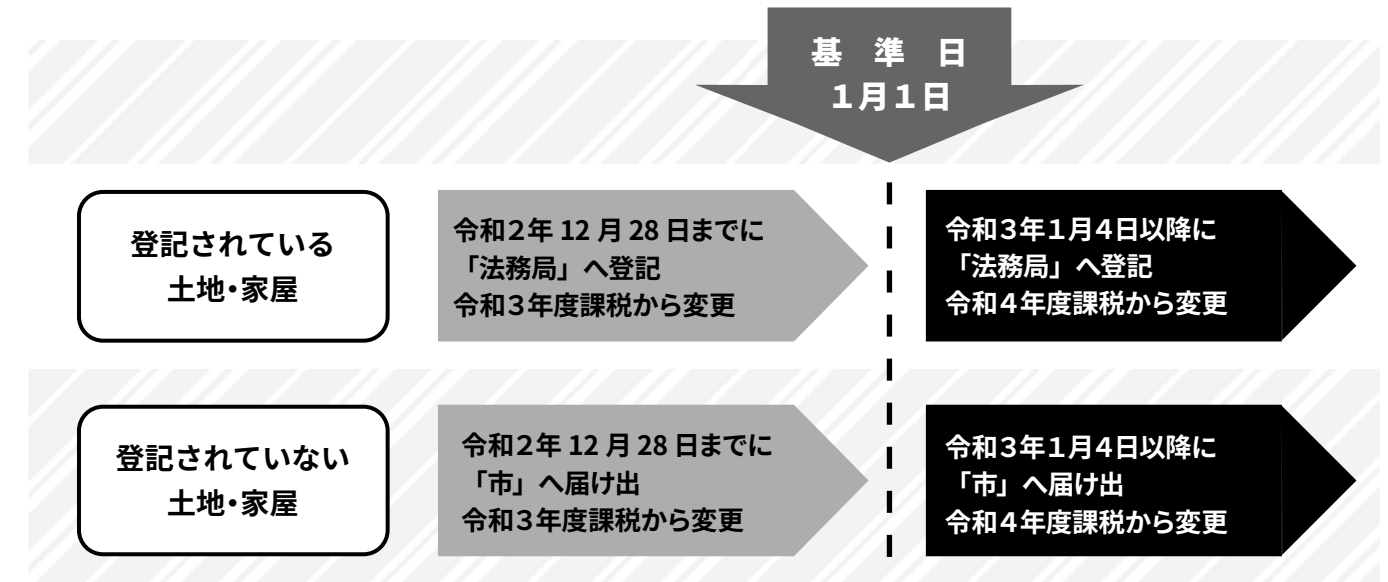 基　準　日
１月１日
登記されている
土地・家屋
令和２年 12 月 28 日までに
「法務局」へ登記
令和３年度課税から変更
令和３年１月４日以降に
「法務局」へ登記
令和４年度課税から変更
登記されていない
土地・家屋
令和２年 12 月 28 日までに
「市」へ届け出
令和３年度課税から変更
令和３年１月４日以降に
「市」へ届け出
令和４年度課税から変更